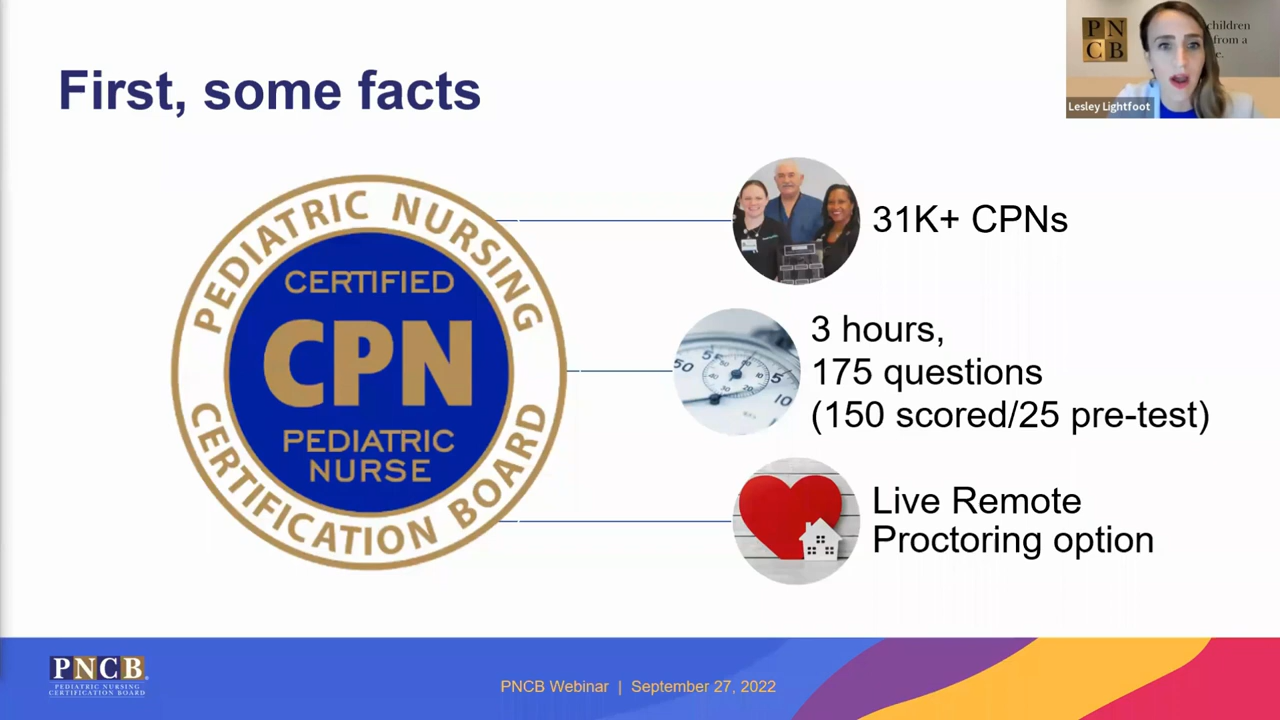 First, some facts
PN
CB
children
from a
Lesley Lightfoot
PEDIATRIC NURSING
CERTIFIED
CPN
PEDIATRIC
NURSE
CERTIFICATION BOARD
31K+ CPNs
3 hours,
175 questions
(150 scored/25 pre-test)
Live Remote
Proctoring option
PNCB
PEDIATRIC NURSING
CERTIFICATION BOARD
PNCB Webinar | September 27, 2022